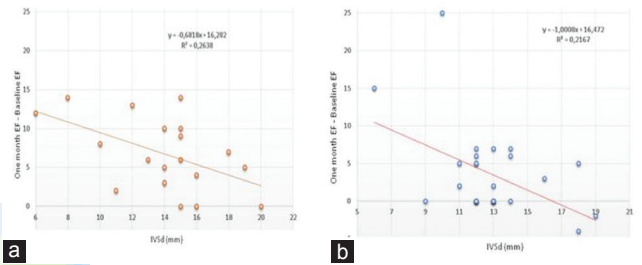 25
20
15
10
5
0
6 8 10 12 14 16 18 20 22
One month EF - Baseline EF
y = -0,6818x + 16,282
R² = 0,2638
IVSd (mm)
a
25
20
15
10
5
0
5 7 9 11 13 15 17 19 21
One month EF - Baseline EF
y = -1,0008x + 16,472
R² = 0,2167
IVSd (mm)
b